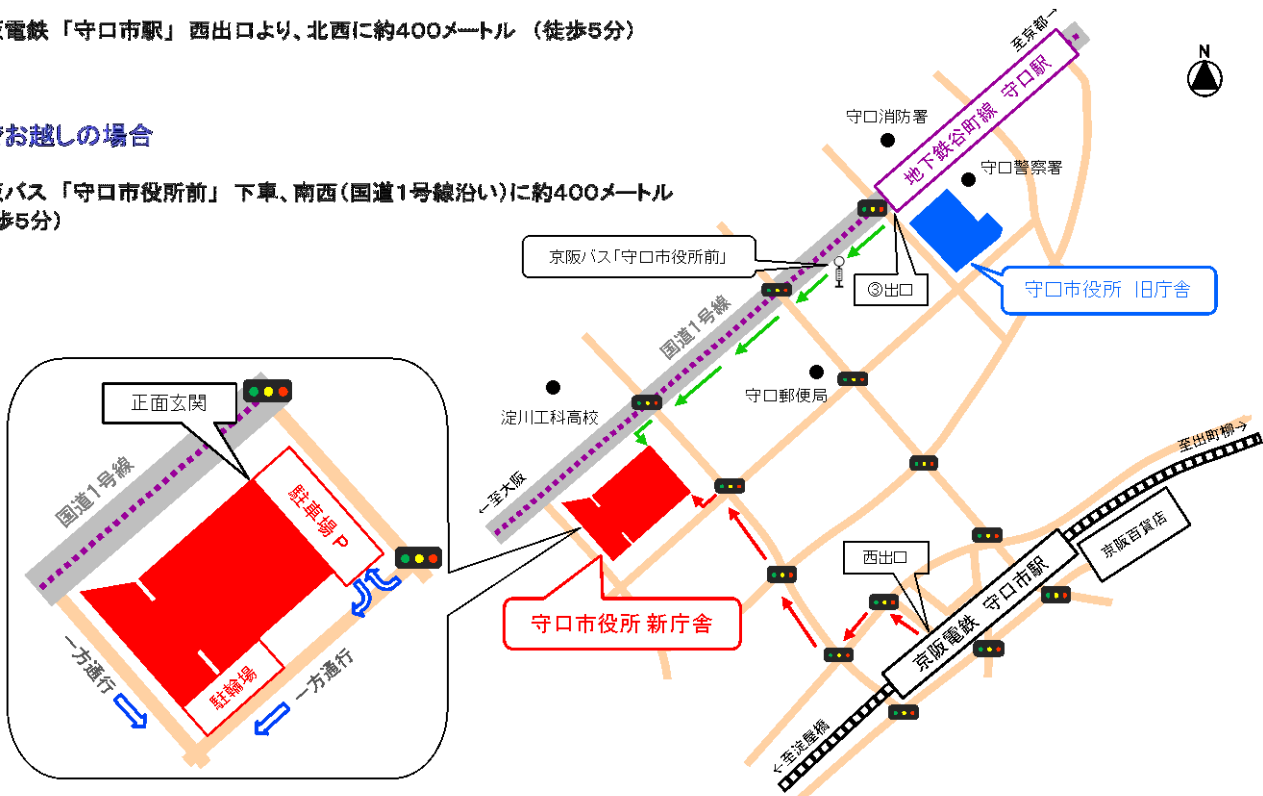 阪電鉄 「守口市駅」 西出口より、北西に約400メートル （徒歩5分）
でお越しの場合
阪バス 「守口市役所前」 下車、南西(国道1号線沿い)に約400メートル
歩5分）
N
至京都→
地下鉄谷町線 守口駅
守口消防署
守口警察署
京阪バス「守口市役所前」
③出口
守口市役所 旧庁舎
国道1号線
守口郵便局
淀川工科高校
←至大阪
至出町柳→
京阪百貨店
西出口
京阪電鉄 守口市駅
←至淀屋橋
守口市役所 新庁舎
正面玄関
国道1号線
駐車場 P
駐輪場
一方通行
一方通行